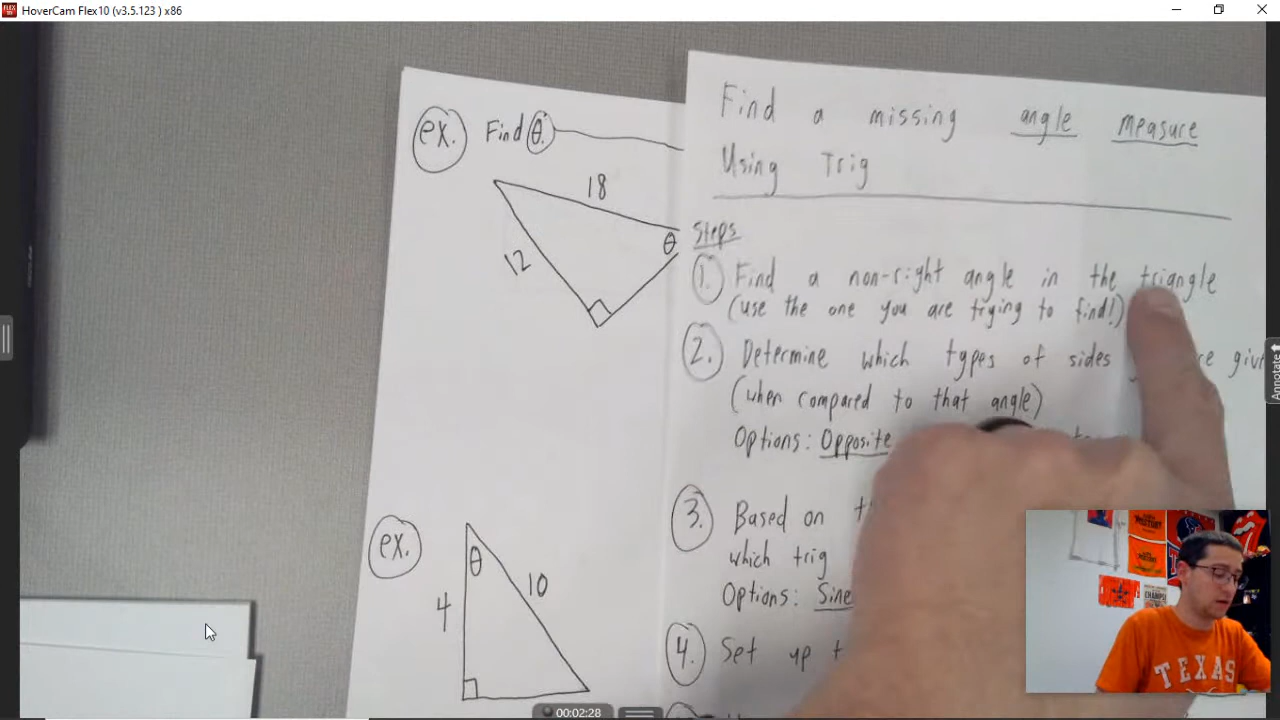 HoverCam Flex10 (v3.5.123) x86
ex. Find θ.
18
θ
12
ex.
θ
4
10
Find a missing angle measure
Using Trig
Steps
1. Find a non-right angle in the triangle
(use the one you are trying to find!)
2. Determine which types of sides
(when compared to that angle)
Options: Opposite
3. Based on
which trig
Options: Sine
4. Set up
Annotate
TEXAS
00:02:28